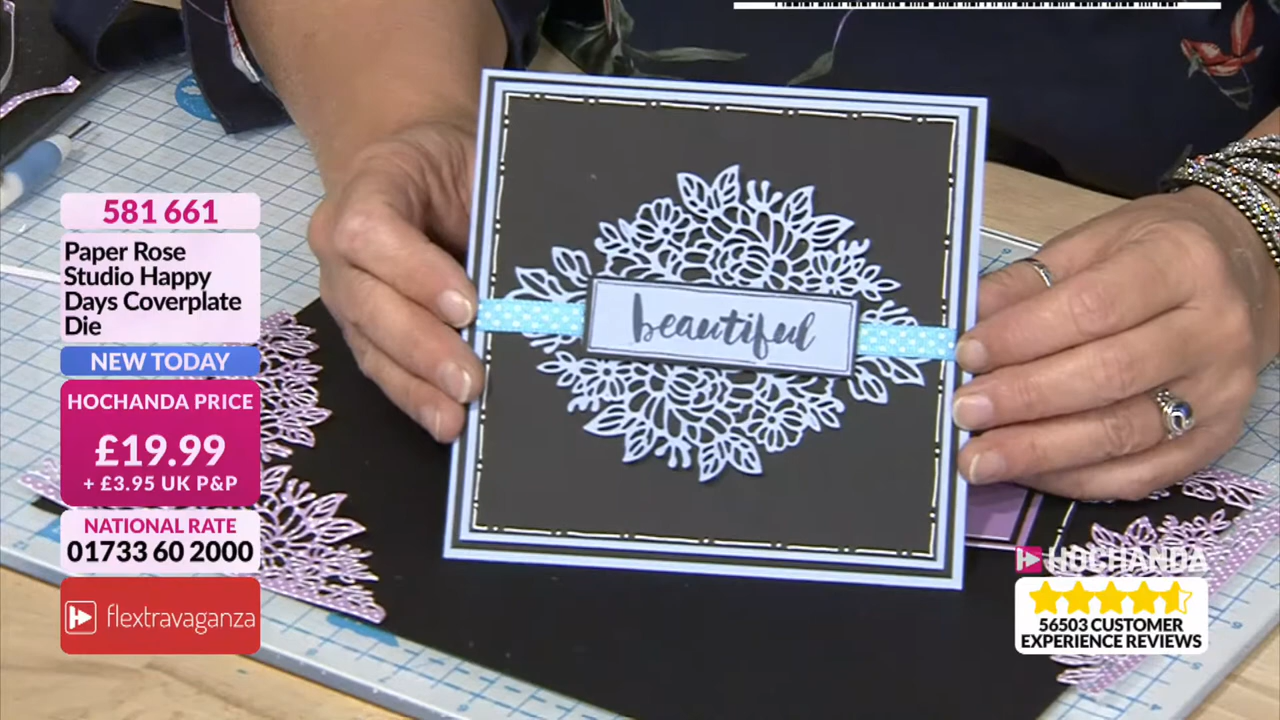 581 661
Paper Rose
Studio Happy
Days Coverplate
Die
NEW TODAY
HOCHANDA PRICE
£19.99
+ £3.95 UK P&P
NATIONAL RATE
01733 60 2000
flextravaganza
beautiful
HOCHANDA
56503 CUSTOMER
EXPERIENCE REVIEWS